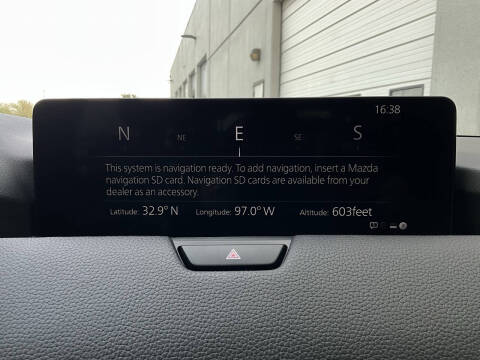 16:38
N NE E SE S
This system is navigation ready. To add navigation, insert a Mazda
navigation SD card. Navigation SD cards are available from your
dealer as an accessory.
Latitude: 32.9° N Longitude: 97.0° W Altitude: 603feet